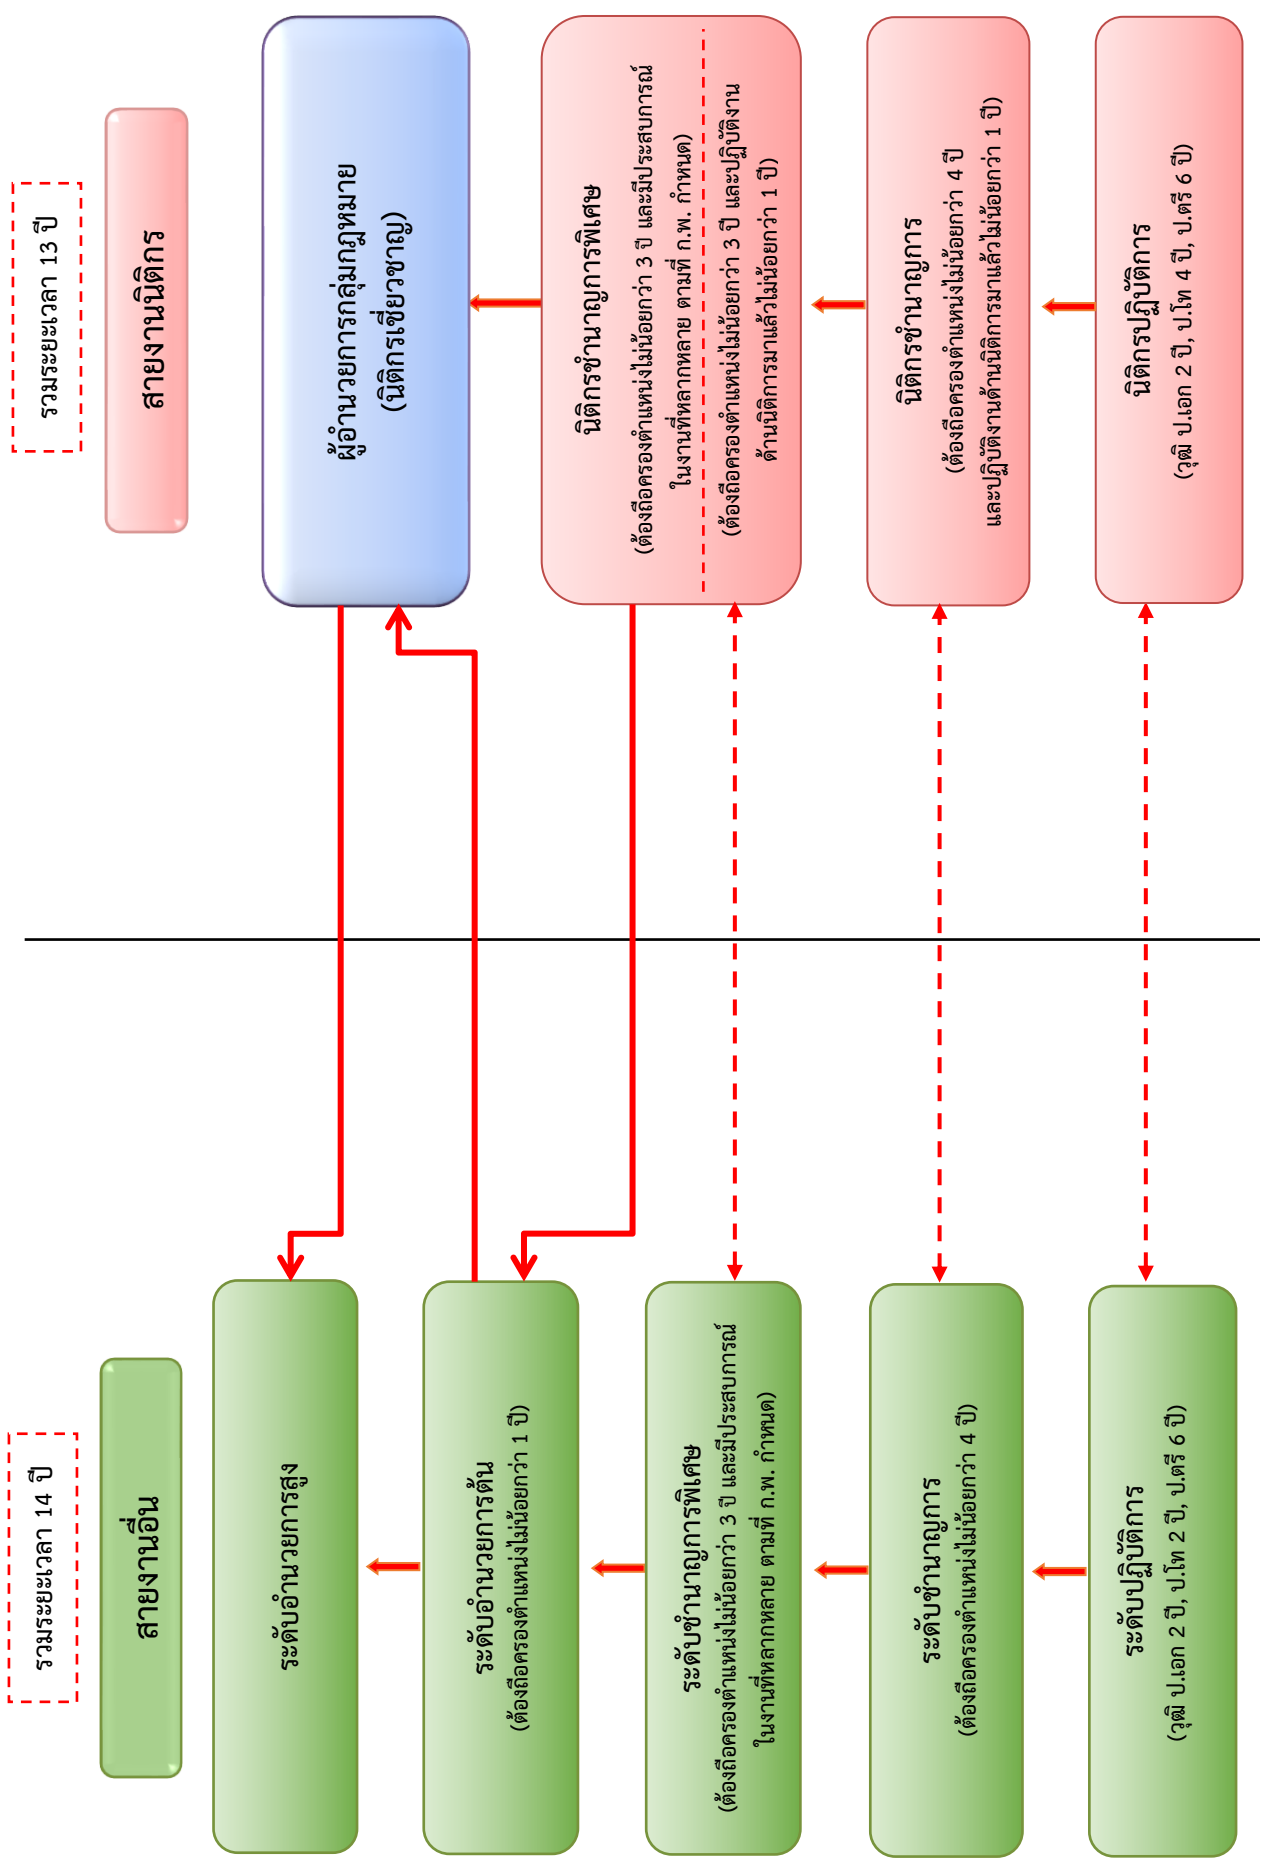 รวมระยะเวลา 14 ปี
สายงานอื่น
ระดับอำนวยการสูง
ระดับอำนวยการต้น
(ต้องถือครองตำแหน่งไม่น้อยกว่า 1 ปี)
ระดับชำนาญการพิเศษ
(ต้องถือครองตำแหน่งไม่น้อยกว่า 3 ปี และมีประสบการณ์
ในงานที่หลากหลาย ตามที่ ก.พ. กำหนด)
ระดับชำนาญการ
(ต้องถือครองตำแหน่งไม่น้อยกว่า 4 ปี)
ระดับปฏิบัติการ
(วุฒิ ป.เอก 2 ปี, ป.โท 2 ปี, ป.ตรี 6 ปี)
รวมระยะเวลา 13 ปี
สายงานนิติกร
ผู้อำนวยการกลุ่มกฎหมาย
(นิติกรเชี่ยวชาญ)
นิติกรชำนาญการพิเศษ
(ต้องถือครองตำแหน่งไม่น้อยกว่า 3 ปี และมีประสบการณ์
ในงานที่หลากหลาย ตามที่ ก.พ. กำหนด)
(ต้องถือครองตำแหน่งไม่น้อยกว่า 3 ปี และปฏิบัติงาน
ด้านนิติการมาแล้วไม่น้อยกว่า 1 ปี)
นิติกรชำนาญการ
(ต้องถือครองตำแหน่งไม่น้อยกว่า 4 ปี
และปฏิบัติงานด้านนิติการมาแล้วไม่น้อยกว่า 1 ปี)
นิติกรปฏิบัติการ
(วุฒิ ป.เอก 2 ปี, ป.โท 4 ปี, ป.ตรี 6 ปี)